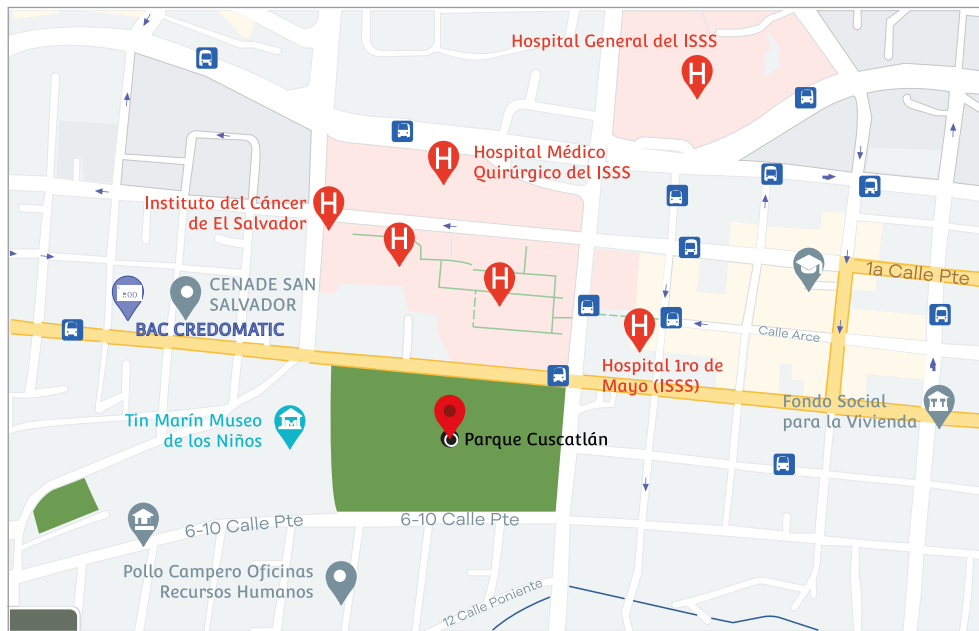 Hospital General del ISSS
H
H
Hospital Médico
Quirúrgico del ISSS
Instituto del Cáncer
de El Salvador
H
H
H
1a Calle Pte
CENADE SAN
SALVADOR
BAC CREDOMATIC
H
Calle Arce
Hospital 1ro de
Mayo (ISSS)
Fondo Social
para la Vivienda
Tin Marín Museo
de los Niños
Parque Cuscatlán
6-10 Calle Pte
6-10 Calle Pte
Pollo Campero Oficinas
Recursos Humanos
12 Calle Poniente